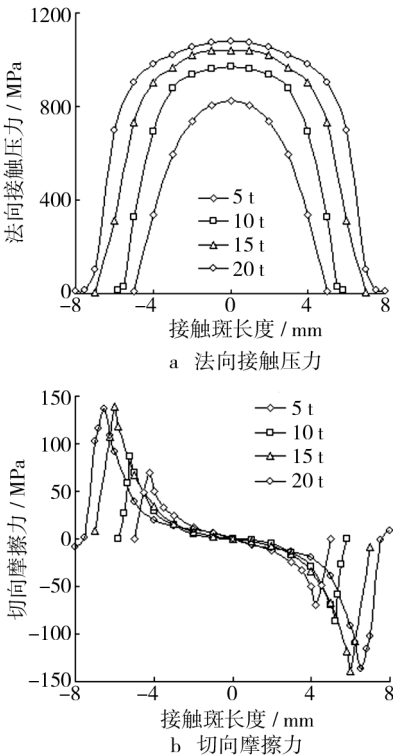 1200
800
400
0
法向接触压力 / MPa
5 t
10 t
15 t
20 t
-8
-4
0
4
8
接触斑长度 / mm
a 法向接触压力
150
100
50
0
-50
-100
-150
切向摩擦力 / MPa
5 t
10 t
15 t
20 t
-8
-4
0
4
8
接触斑长度 / mm
b 切向摩擦力